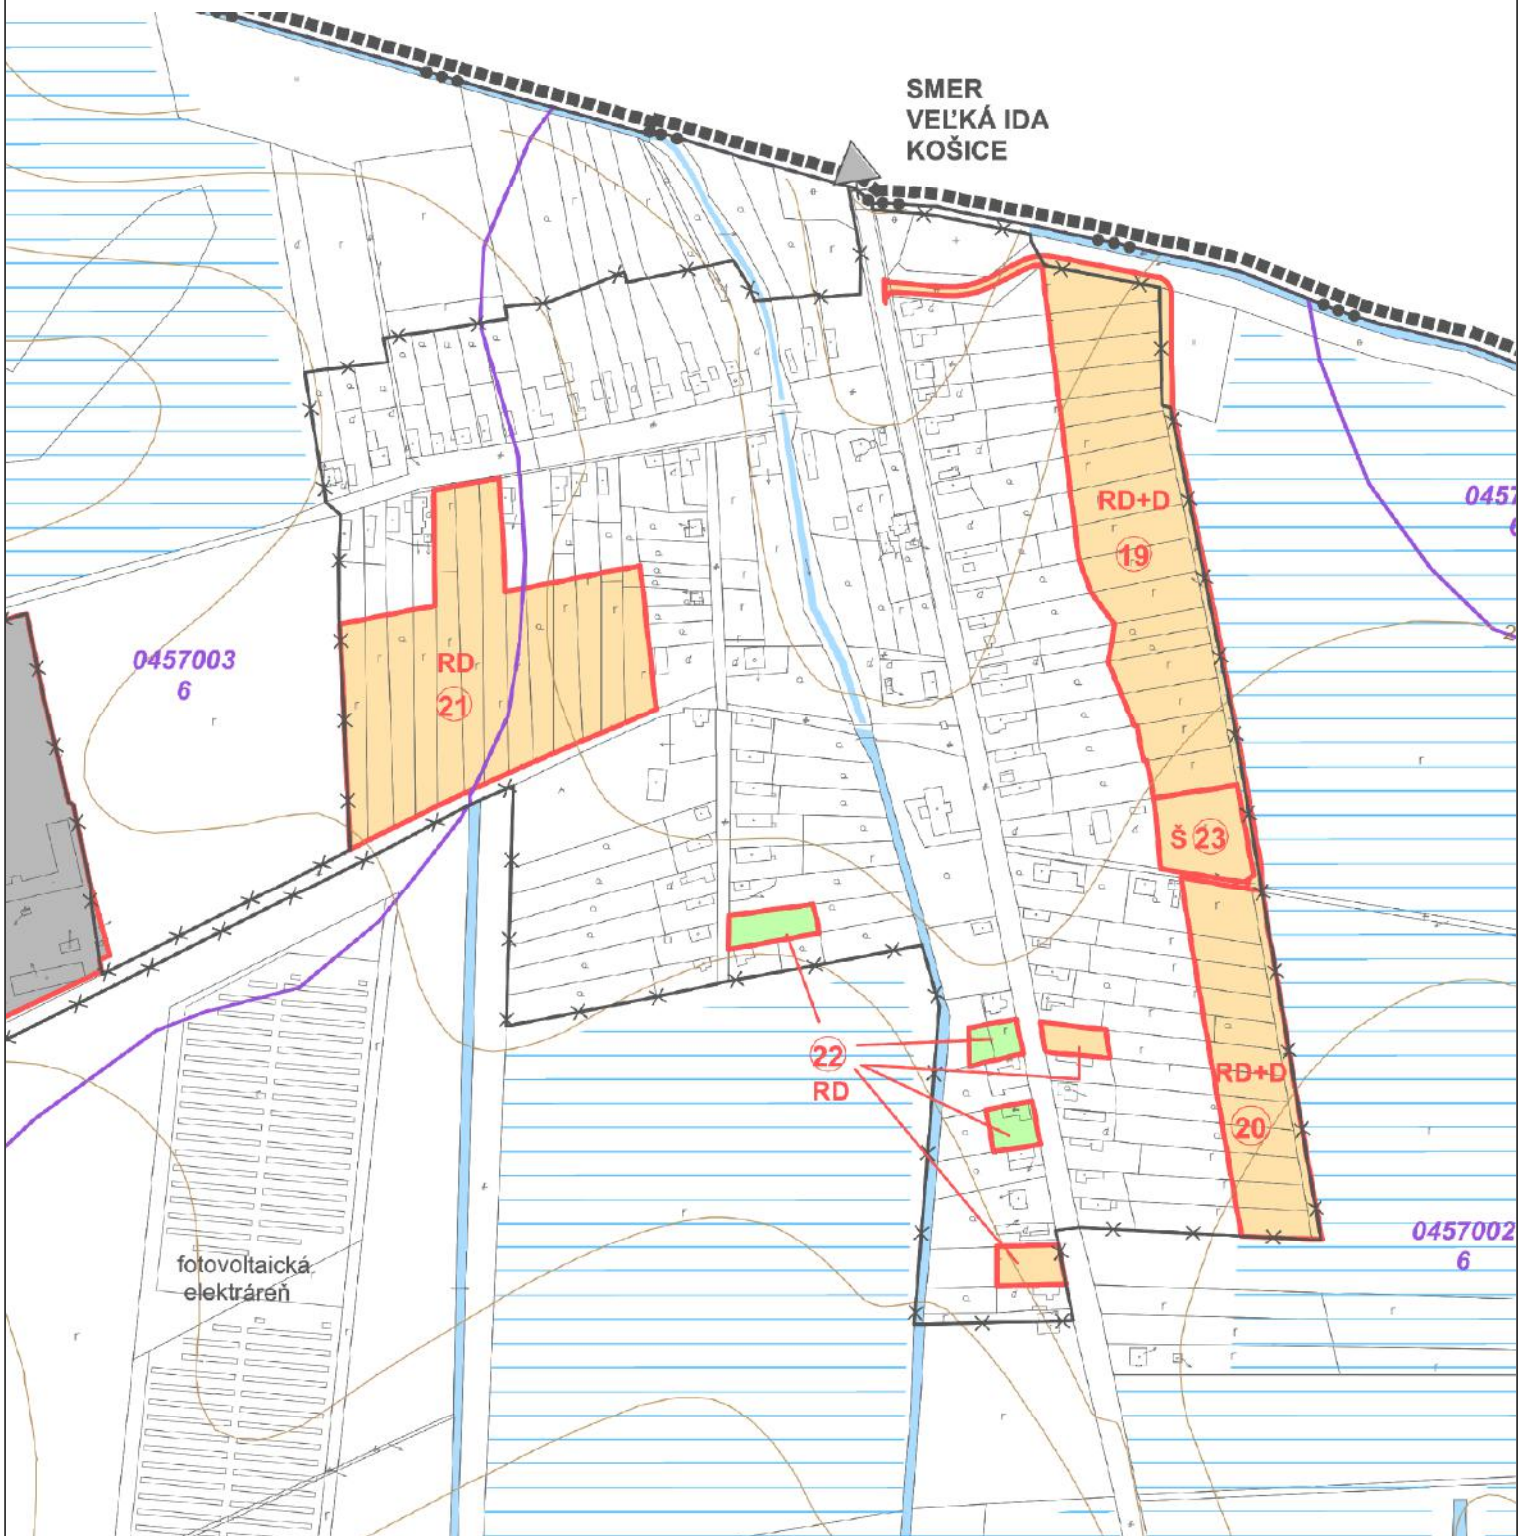 SMER
VEĽKÁ IDA
KOŠICE
RD+D
19
0457003
6
RD
21
Š 23
22
RD
RD+D
20
0457002
6
fotovoltaická
elektráreň